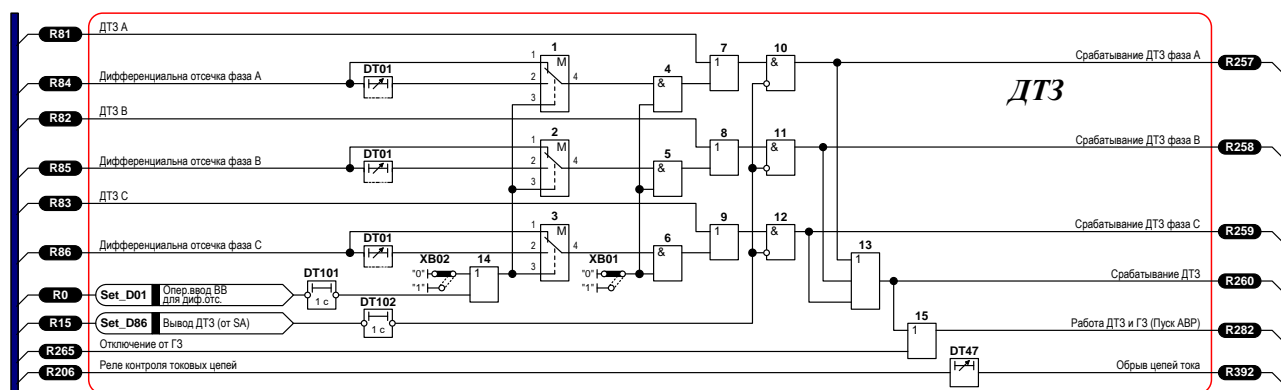 R81 ДТЗ А
R84 Дифференциальна отсечка фаза А
DT01
1
M
1
2
3
4
4
&
7
1
10
&
Срабатывание ДТЗ фаза А R257
ДТЗ
R82 ДТЗ В
R85 Дифференциальна отсечка фаза В
DT01
2
M
1
2
3
4
5
&
8
1
11
&
Срабатывание ДТЗ фаза В R258
R83 ДТЗ С
R86 Дифференциальна отсечка фаза С
DT01
3
M
1
2
3
4
6
&
9
1
12
&
Срабатывание ДТЗ фаза С R259
XB02
"0"
"1"
14
1
XB01
"0"
"1"
13
1
Срабатывание ДТЗ R260
R0 Set_D01 Опер.ввод ВВ
для диф.отс.
DT101
1 с
R15 Set_D86 Вывод ДТЗ (от SA)
DT102
1 с
15
1
Работа ДТЗ и ГЗ (Пуск АВР) R282
R265 Отключение от ГЗ
R206 Реле контроля токовых цепей
DT47
Обрыв цепей тока R392